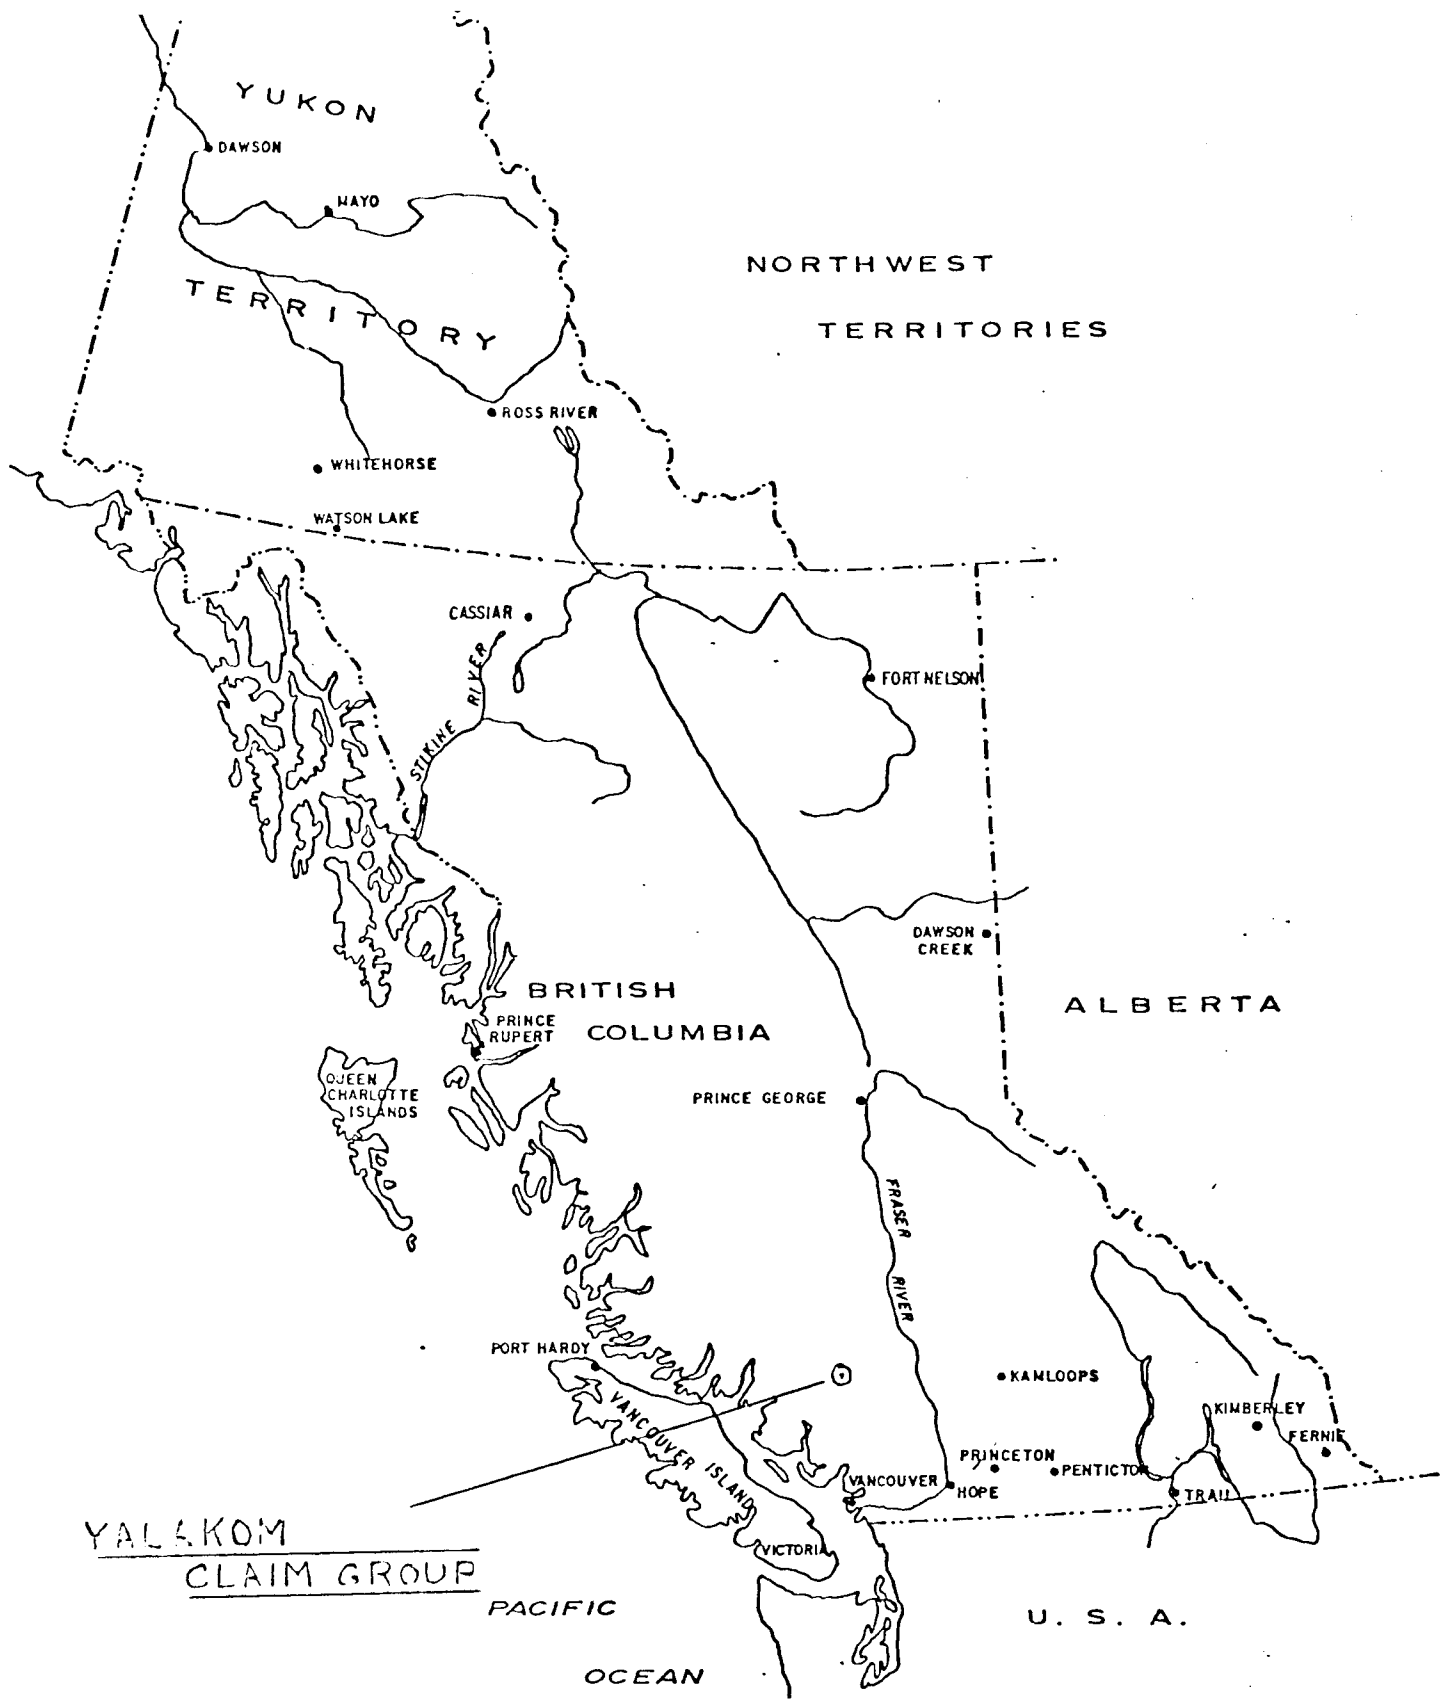 YUKON
DAWSON
MAYO
TERRITORY
NORTHWEST
TERRITORIES
ROSS RIVER
WHITEHORSE
WATSON LAKE
CASSIAR
STIKINE RIVER
FORT NELSON
DAWSON
CREEK
BRITISH
COLUMBIA
ALBERTA
PRINCE
RUPERT
QUEEN
CHARLOTTE
ISLANDS
PRINCE GEORGE
FRASER RIVER
PORT HARDY
VANCOUVER ISLAND
KAMLOOPS
KIMBERLEY
FERNIE
PRINCETON
PENTICTON
VANCOUVER
HOPE
TRAIL
VICTORIA
YALAKOM
CLAIM GROUP
PACIFIC
OCEAN
U. S. A.